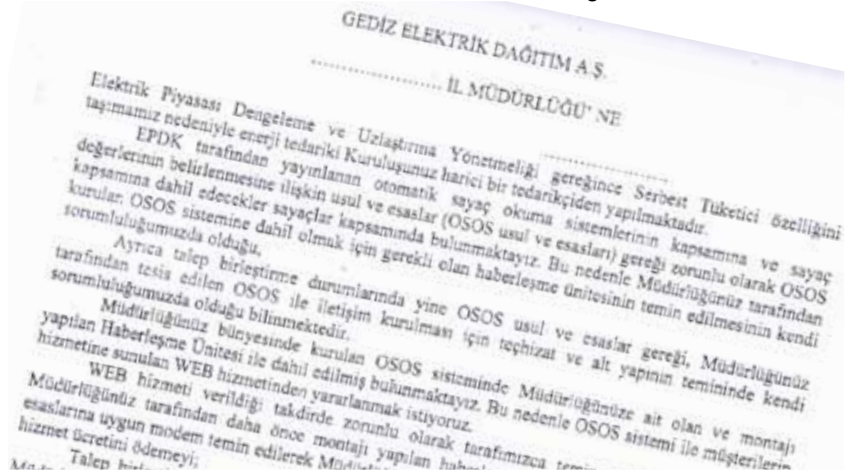 GEDİZ ELEKTRİK DAĞITIM A.Ş.
.................. İL MÜDÜRLÜĞÜ' NE
..................
Elektrik Piyasası Dengeleme ve Uzlaştırma Yönetmeliği gereğince Serbest Tüketici özelliğini
taşımamız nedeniyle enerji tedariki Kuruluşunuz harici bir tedarikçiden yapılmaktadır.
EPDK tarafından yayınlanan otomatik sayaç okuma sistemlerinin kapsamına ve sayaç
değerlerinin belirlenmesine ilişkin usul ve esaslar (OSOS usul ve esasları) gereği zorunlu olarak OSOS
kapsamına dahil edecekler sayaçlar kapsamında bulunmaktayız. Bu nedenle Müdürlüğünüz tarafından
kurular. OSOS sistemine dahil olmak için gerekli olan haberleşme ünitesinin temin edilmesinin kendi
sorumluluğumuzda olduğu,
Ayrıca talep birleştirme durumlarında yine OSOS usul ve esaslar gereği, Müdürlüğünüz
tarafından tesis edilen OSOS ile iletişim kurulması için teçhizat ve alt yapının temininde kendi
sorumluluğumuzda olduğu bilinmektedir.
Müdürlüğünüz bünyesinde kurulan OSOS sisteminde Müdürlüğünüze ait olan ve montajı
yapılan Haberleşme Ünitesi ile dahil edilmiş bulunmaktayız. Bu nedenle OSOS sistemi ile müşterilerin
hizmetine sunulan WEB hizmetinden yararlanmak istiyoruz.
WEB hizmeti verildiği takdirde zorunlu olarak tarafımızca temin
Müdürlüğünüz tarafından daha önce montajı yapılan
esaslarına uygun modem temin edilerek
hizmet ücretini ödemeyi;
Talep